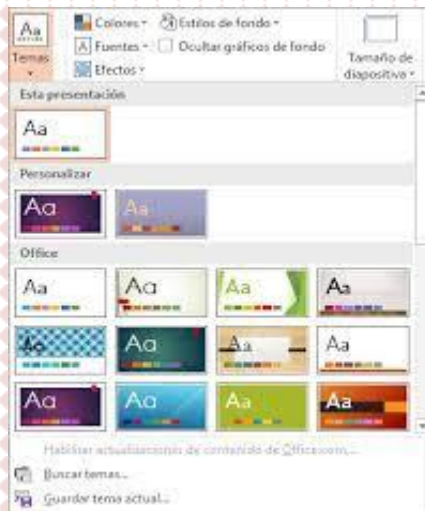 Aa Colores Estilos de fondo
Temas Fuentes Ocultar gráficos de fondo Tamaño de
Efectos diapositiva
Esta presentación
Aa
Personalizar
Aa Aa
Office
Aa Aa Aa Aa
Aa Aa Aa Aa
Aa Aa Aa Aa
Habilitar actualizaciones de contenido de Office.com...
Buscar temas...
Guardar tema actual...